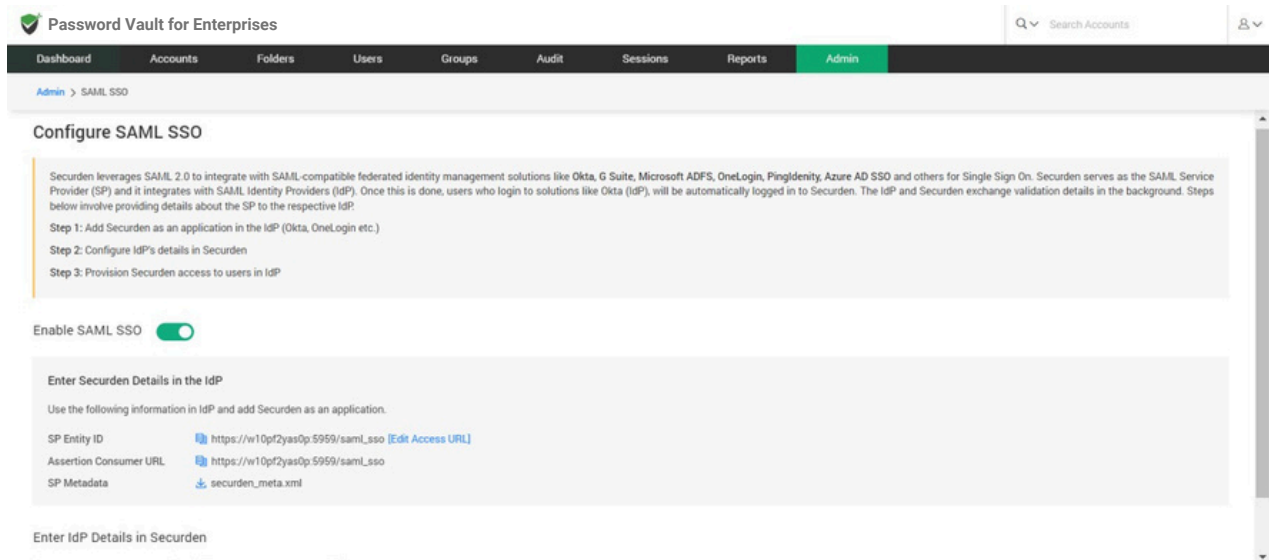 Password Vault for Enterprises
Search Accounts
Dashboard Accounts Folders Users Groups Audit Sessions Reports Admin
Admin > SAML SSO
Configure SAML SSO
Securden leverages SAML 2.0 to integrate with SAML-compatible federated identity management solutions like Okta, G Suite, Microsoft ADFS, OneLogin, PingIdenity, Azure AD SSO and others for Single Sign On. Securden serves as the SAML Service
Provider (SP) and it integrates with SAML Identity Providers (IdP). Once this is done, users who login to solutions like Okta (IdP), will be automatically logged in to Securden. The IdP and Securden exchange validation details in the background. Steps
below involve providing details about the SP to the respective IdP.
Step 1: Add Securden as an application in the IdP (Okta, OneLogin etc.)
Step 2: Configure IdP's details in Securden
Step 3: Provision Securden access to users in IdP
Enable SAML SSO
Enter Securden Details in the IdP
Use the following information in IdP and add Securden as an application.
SP Entity ID https://w10pf2yas0p:5959/saml_sso [Edit Access URL]
Assertion Consumer URL https://w10pf2yas0p:5959/saml_sso
SP Metadata securden_meta.xml
Enter IdP Details in Securden